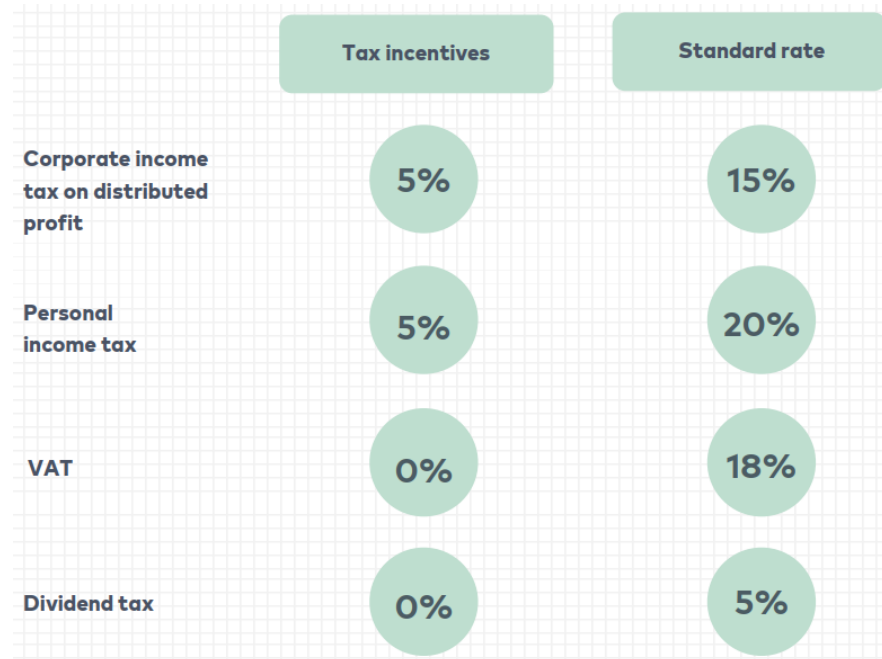 Tax incentives
Standard rate
Corporate income
tax on distributed
profit
5%
15%
Personal
income tax
5%
20%
VAT
0%
18%
Dividend tax
0%
5%